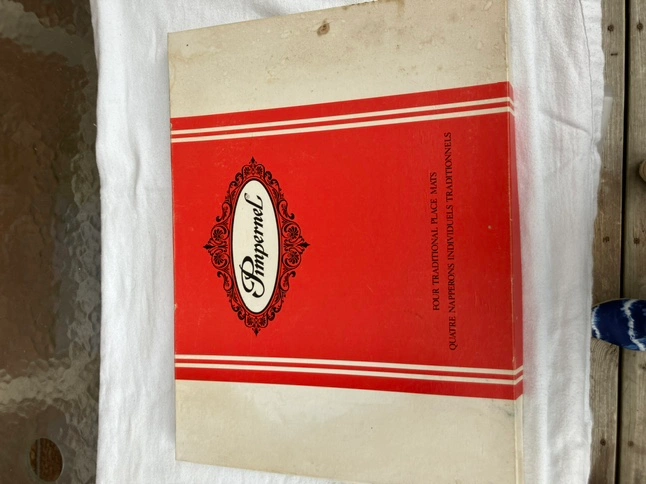 Pimpernel
FOUR TRADITIONAL PLACE MATS
QUATRE NAPPERONS INDIVIDUELS TRADITIONNELS